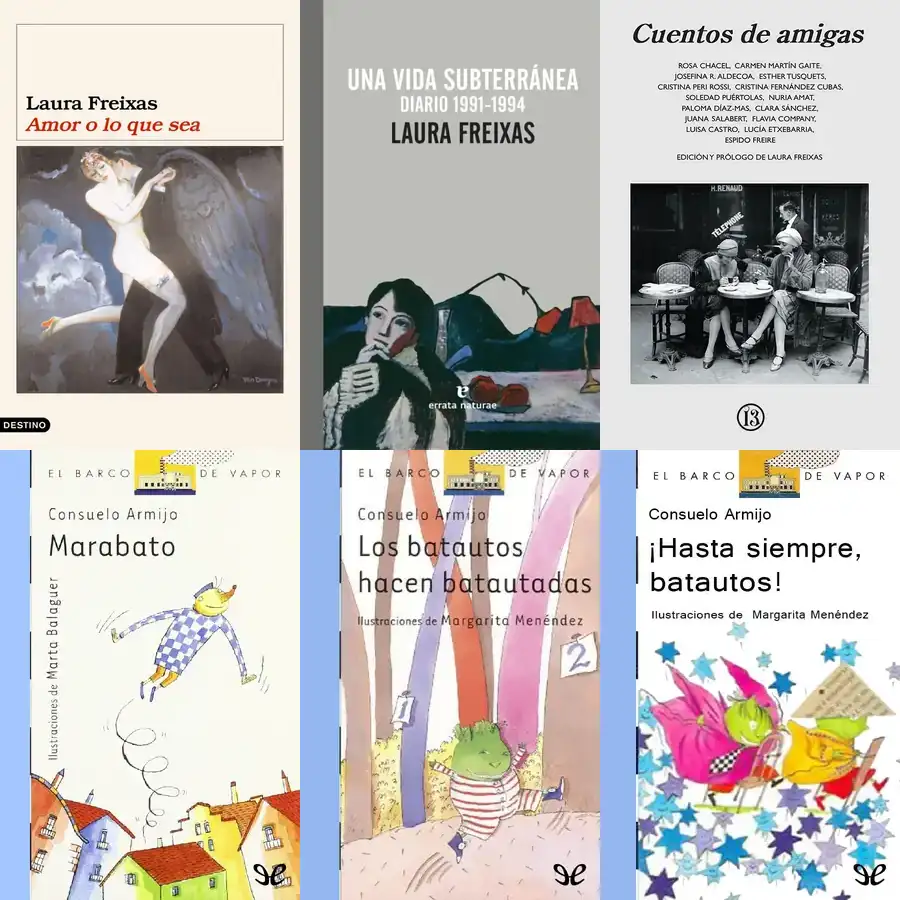 Laura Freixas
Amor o lo que sea
DESTINO
UNA VIDA SUBTERRÁNEA
DIARIO 1991-1994
LAURA FREIXAS
errata naturae
Cuentos de amigas
ROSA CHACEL, CARMEN MARTÍN GAITE,
JOSEFINA R. ALDECOA, ESTHER TUSQUETS,
CRISTINA PERI ROSSI, CRISTINA FERNÁNDEZ CUBAS,
SOLEDAD PUÉRTOLAS, NURIA AMAT,
PALOMA DÍAZ-MAS, CLARA SÁNCHEZ,
JUANA SALABERT, FLAVIA COMPANY,
LUISA CASTRO, LUCÍA ETXEBARRIA,
ESPIDO FREIRE
EDICIÓN Y PRÓLOGO DE LAURA FREIXAS
H. RENAUD
TÉLEPHONE
13
EL BARCO DE VAPOR
Consuelo Armijo
Marabato
Ilustraciones de Marta Balaguer
EL BARCO DE VAPOR
Consuelo Armijo
Los batautos
hacen batautadas
Ilustraciones de Margarita Menéndez
1
2
EL BARCO DE VAPOR
Consuelo Armijo
¡Hasta siempre,
batautos!
Ilustraciones de Margarita Menéndez